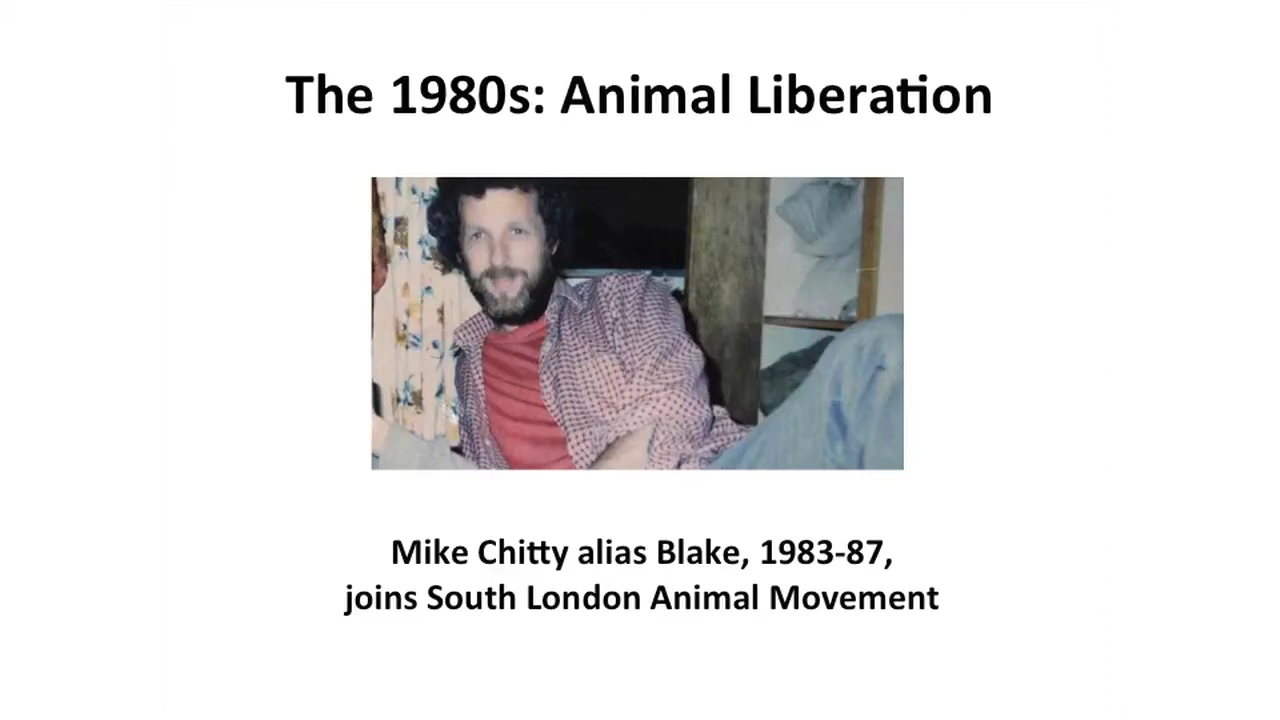 The 1980s: Animal Liberation
Mike Chitty alias Blake, 1983-87,
joins South London Animal Movement